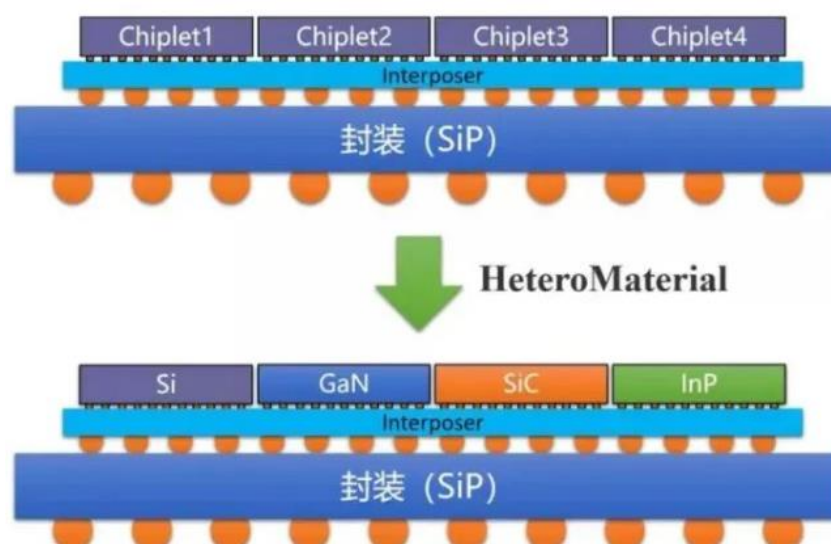 Chiplet1 Chiplet2 Chiplet3 Chiplet4
Interposer
封装（SiP）
HeteroMaterial
Si GaN SiC InP
Interposer
封装（SiP）